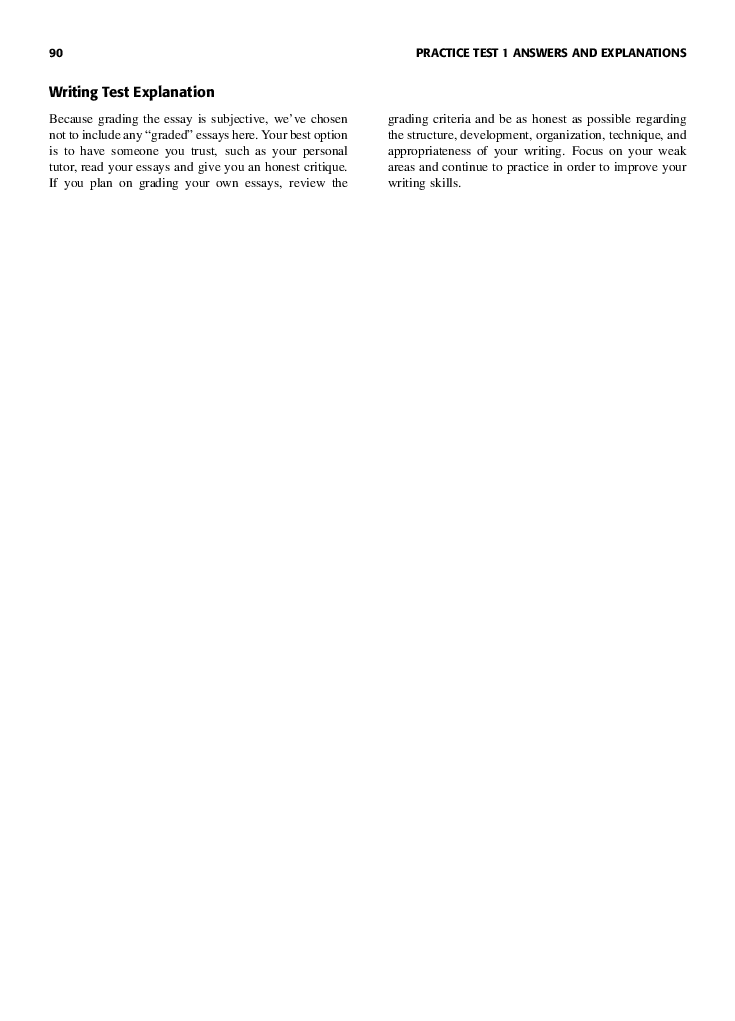 90
PRACTICE TEST 1 ANSWERS AND EXPLANATIONS
Writing Test Explanation
Because grading the essay is subjective, we’ve chosen
not to include any “graded” essays here. Your best option
is to have someone you trust, such as your personal
tutor, read your essays and give you an honest critique.
If you plan on grading your own essays, review the
grading criteria and be as honest as possible regarding
the structure, development, organization, technique, and
appropriateness of your writing. Focus on your weak
areas and continue to practice in order to improve your
writing skills.